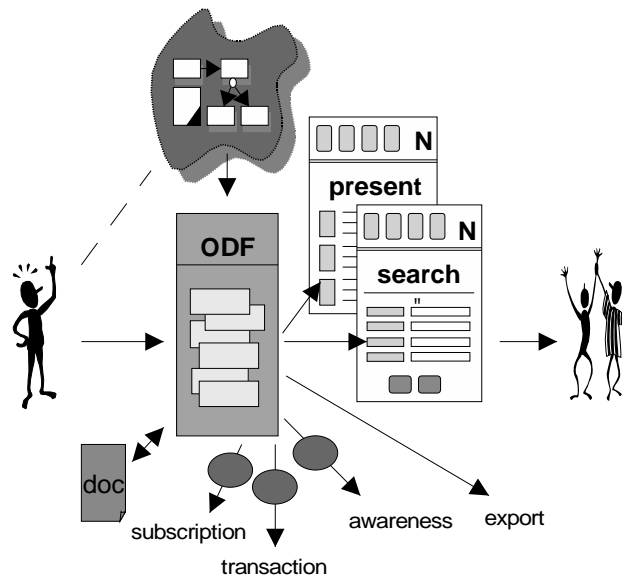 N
present
ODF
N
search
"
doc
subscription
awareness
export
transaction